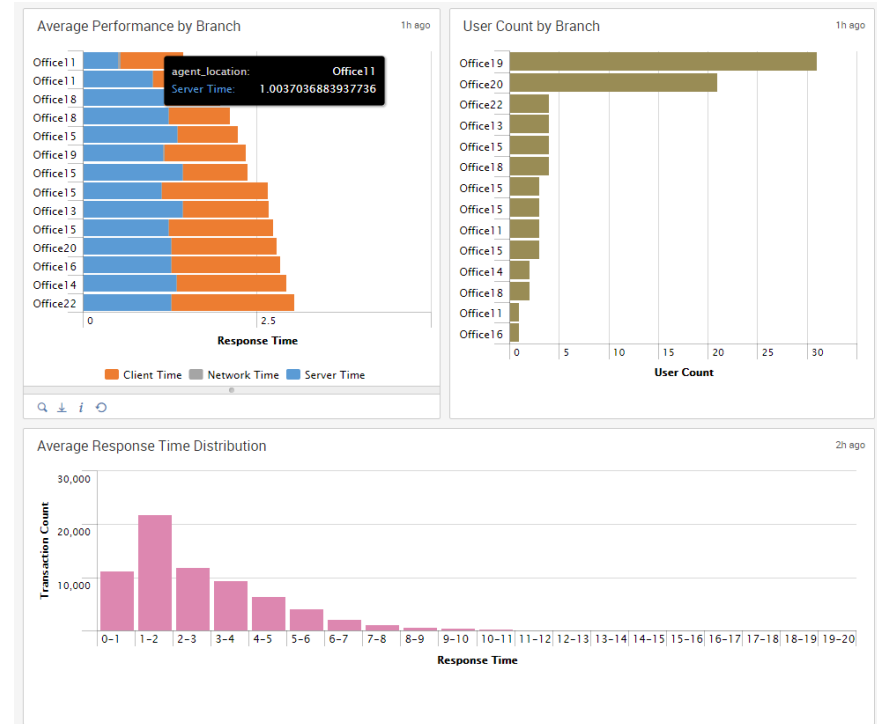 Average Performance by Branch
1h ago
Office11
Office11
Office18
Office18
Office15
Office19
Office15
Office15
Office13
Office15
Office20
Office16
Office14
Office22
agent_location: Office11
Server Time: 1.0037036883937736
0 2.5
Response Time
Client Time Network Time Server Time
User Count by Branch
1h ago
Office19
Office20
Office22
Office13
Office15
Office18
Office15
Office15
Office11
Office15
Office14
Office18
Office11
Office16
0 5 10 15 20 25 30
User Count
Average Response Time Distribution
2h ago
Transaction Count
30,000
20,000
10,000
0-1 1-2 2-3 3-4 4-5 5-6 6-7 7-8 8-9 9-10 10-11 11-12 12-13 13-14 14-15 15-16 16-17 17-18 18-19 19-20
Response Time